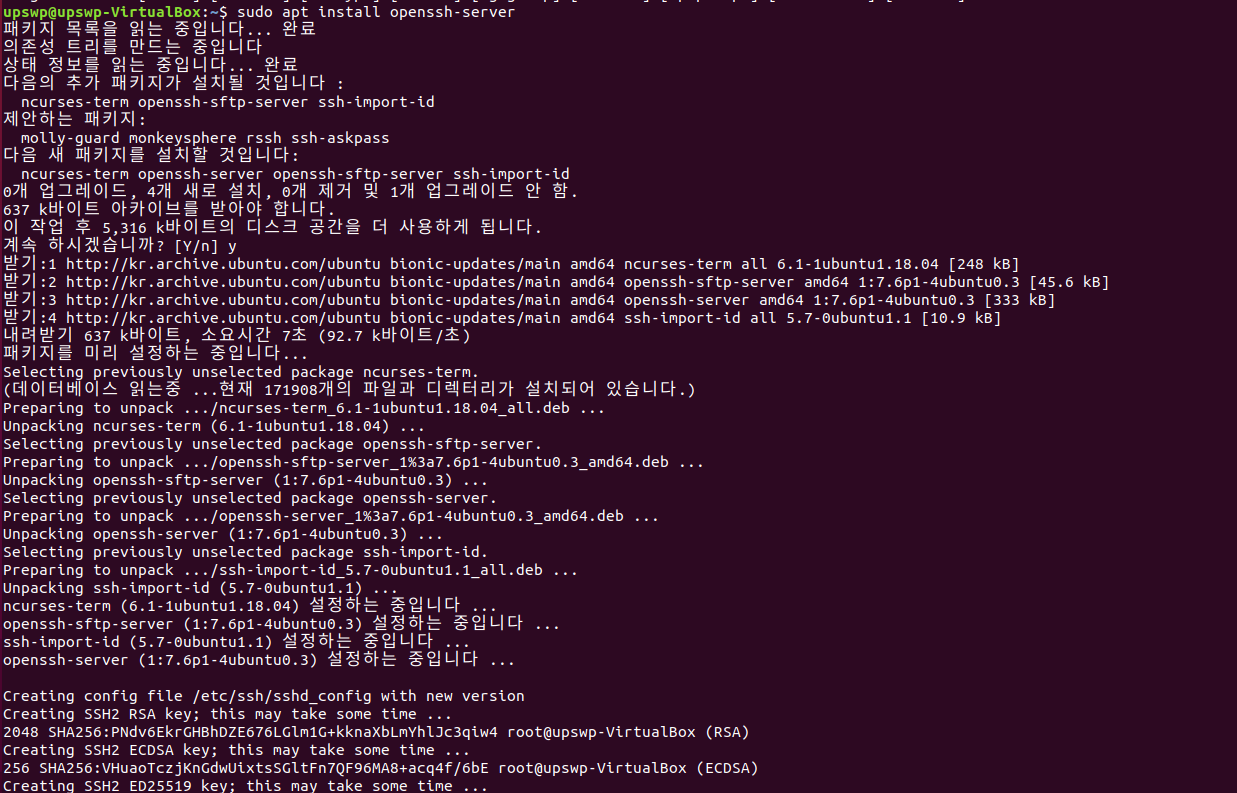 upswp@upswp-VirtualBox:~$ sudo apt install openssh-server
패키지 목록을 읽는 중입니다... 완료
의존성 트리를 만드는 중입니다
상태 정보를 읽는 중입니다... 완료
다음의 추가 패키지가 설치될 것입니다 :
  ncurses-term openssh-sftp-server ssh-import-id
제안하는 패키지:
  molly-guard monkeysphere rssh ssh-askpass
다음 새 패키지를 설치할 것입니다:
  ncurses-term openssh-server openssh-sftp-server ssh-import-id
0개 업그레이드, 4개 새로 설치, 0개 제거 및 1개 업그레이드 안 함.
637 k바이트 아카이브를 받아야 합니다.
이 작업 후 5,316 k바이트의 디스크 공간을 더 사용하게 됩니다.
계속 하시겠습니까? [Y/n] y
받기:1 http://kr.archive.ubuntu.com/ubuntu bionic-updates/main amd64 ncurses-term all 6.1-1ubuntu1.18.04 [248 kB]
받기:2 http://kr.archive.ubuntu.com/ubuntu bionic-updates/main amd64 openssh-sftp-server amd64 1:7.6p1-4ubuntu0.3 [45.6 kB]
받기:3 http://kr.archive.ubuntu.com/ubuntu bionic-updates/main amd64 openssh-server amd64 1:7.6p1-4ubuntu0.3 [333 kB]
받기:4 http://kr.archive.ubuntu.com/ubuntu bionic-updates/main amd64 ssh-import-id all 5.7-0ubuntu1.1 [10.9 kB]
내려받기 637 k바이트, 소요시간 7초 (92.7 k바이트/초)
패키지를 미리 설정하는 중입니다...
Selecting previously unselected package ncurses-term.
(데이터베이스 읽는중 ...현재 171908개의 파일과 디렉터리가 설치되어 있습니다.)
Preparing to unpack .../ncurses-term_6.1-1ubuntu1.18.04_all.deb ...
Unpacking ncurses-term (6.1-1ubuntu1.18.04) ...
Selecting previously unselected package openssh-sftp-server.
Preparing to unpack .../openssh-sftp-server_1%3a7.6p1-4ubuntu0.3_amd64.deb ...
Unpacking openssh-sftp-server (1:7.6p1-4ubuntu0.3) ...
Selecting previously unselected package openssh-server.
Preparing to unpack .../openssh-server_1%3a7.6p1-4ubuntu0.3_amd64.deb ...
Unpacking openssh-server (1:7.6p1-4ubuntu0.3) ...
Selecting previously unselected package ssh-import-id.
Preparing to unpack .../ssh-import-id_5.7-0ubuntu1.1_all.deb ...
Unpacking ssh-import-id (5.7-0ubuntu1.1) ...
ncurses-term (6.1-1ubuntu1.18.04) 설정하는 중입니다 ...
openssh-sftp-server (1:7.6p1-4ubuntu0.3) 설정하는 중입니다 ...
ssh-import-id (5.7-0ubuntu1.1) 설정하는 중입니다 ...
openssh-server (1:7.6p1-4ubuntu0.3) 설정하는 중입니다 ...

Creating config file /etc/ssh/sshd_config with new version
Creating SSH2 RSA key; this may take some time ...
2048 SHA256:PNdv6EkrGHBhDZE676LGlm1G+kknaXbLmYhlJc3qiw4 root@upswp-VirtualBox (RSA)
Creating SSH2 ECDSA key; this may take some time ...
256 SHA256:VHuaoTczjKnGdwUixtsSGltFn7QF96MA8+acq4f/6bE root@upswp-VirtualBox (ECDSA)
Creating SSH2 ED25519 key; this may take some time ...